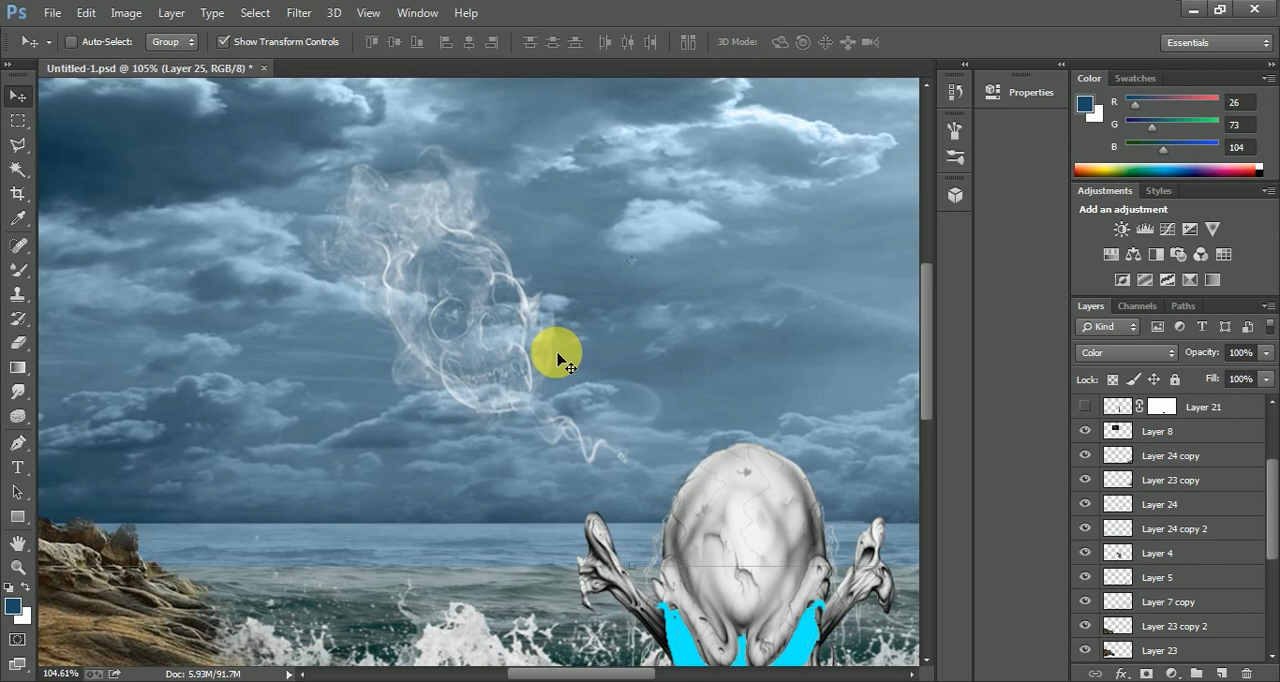 Ps File Edit Image Layer Type Select Filter 3D View Window Help
Auto-Select: Group Show Transform Controls 3D Mode: Essentials
Untitled-1.psd @ 105% (Layer 25, RGB/8) * ×
Properties
Color Swatches
R 26
G 73
B 104
Adjustments Styles
Add an adjustment
Layers Channels Paths
Kind
Color Opacity: 100%
Lock: Fill: 100%
Layer 21
Layer 8
Layer 24 copy
Layer 23 copy
Layer 24
Layer 24 copy 2
Layer 4
Layer 5
Layer 7 copy
Layer 23 copy 2
Layer 23
104.61% Doc: 5.93M/91.7M